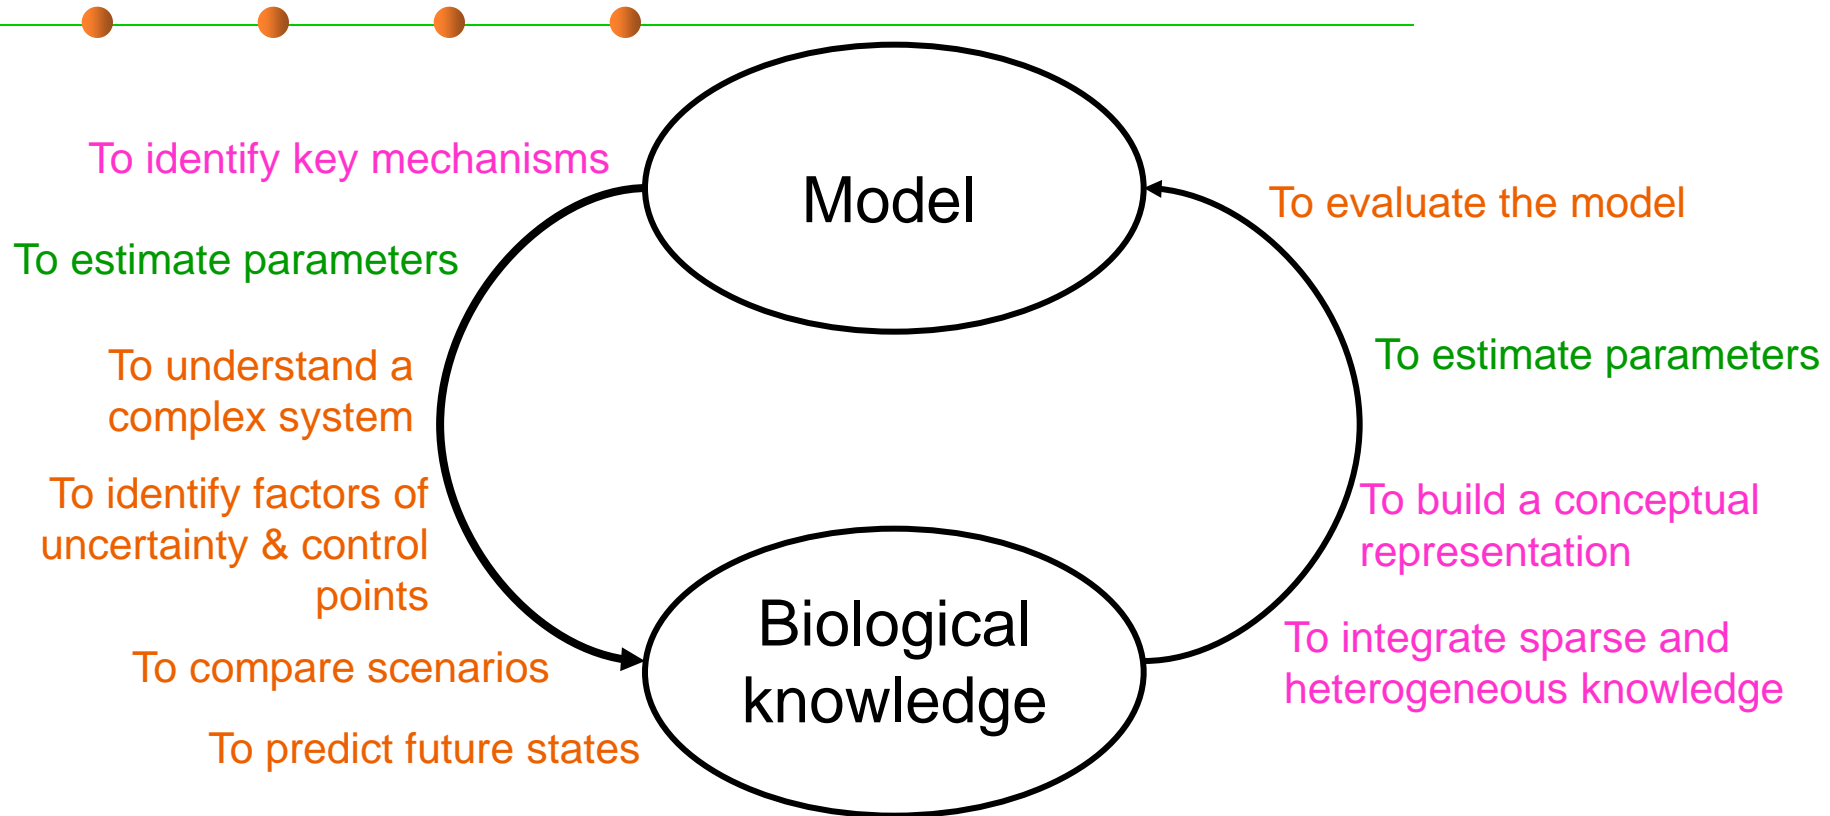 To identify key mechanisms
Model
To evaluate the model
To estimate parameters
To estimate parameters
To understand a
complex system
To identify factors of
uncertainty & control
points
To build a conceptual
representation
Biological
knowledge
To integrate sparse and
heterogeneous knowledge
To compare scenarios
To predict future states